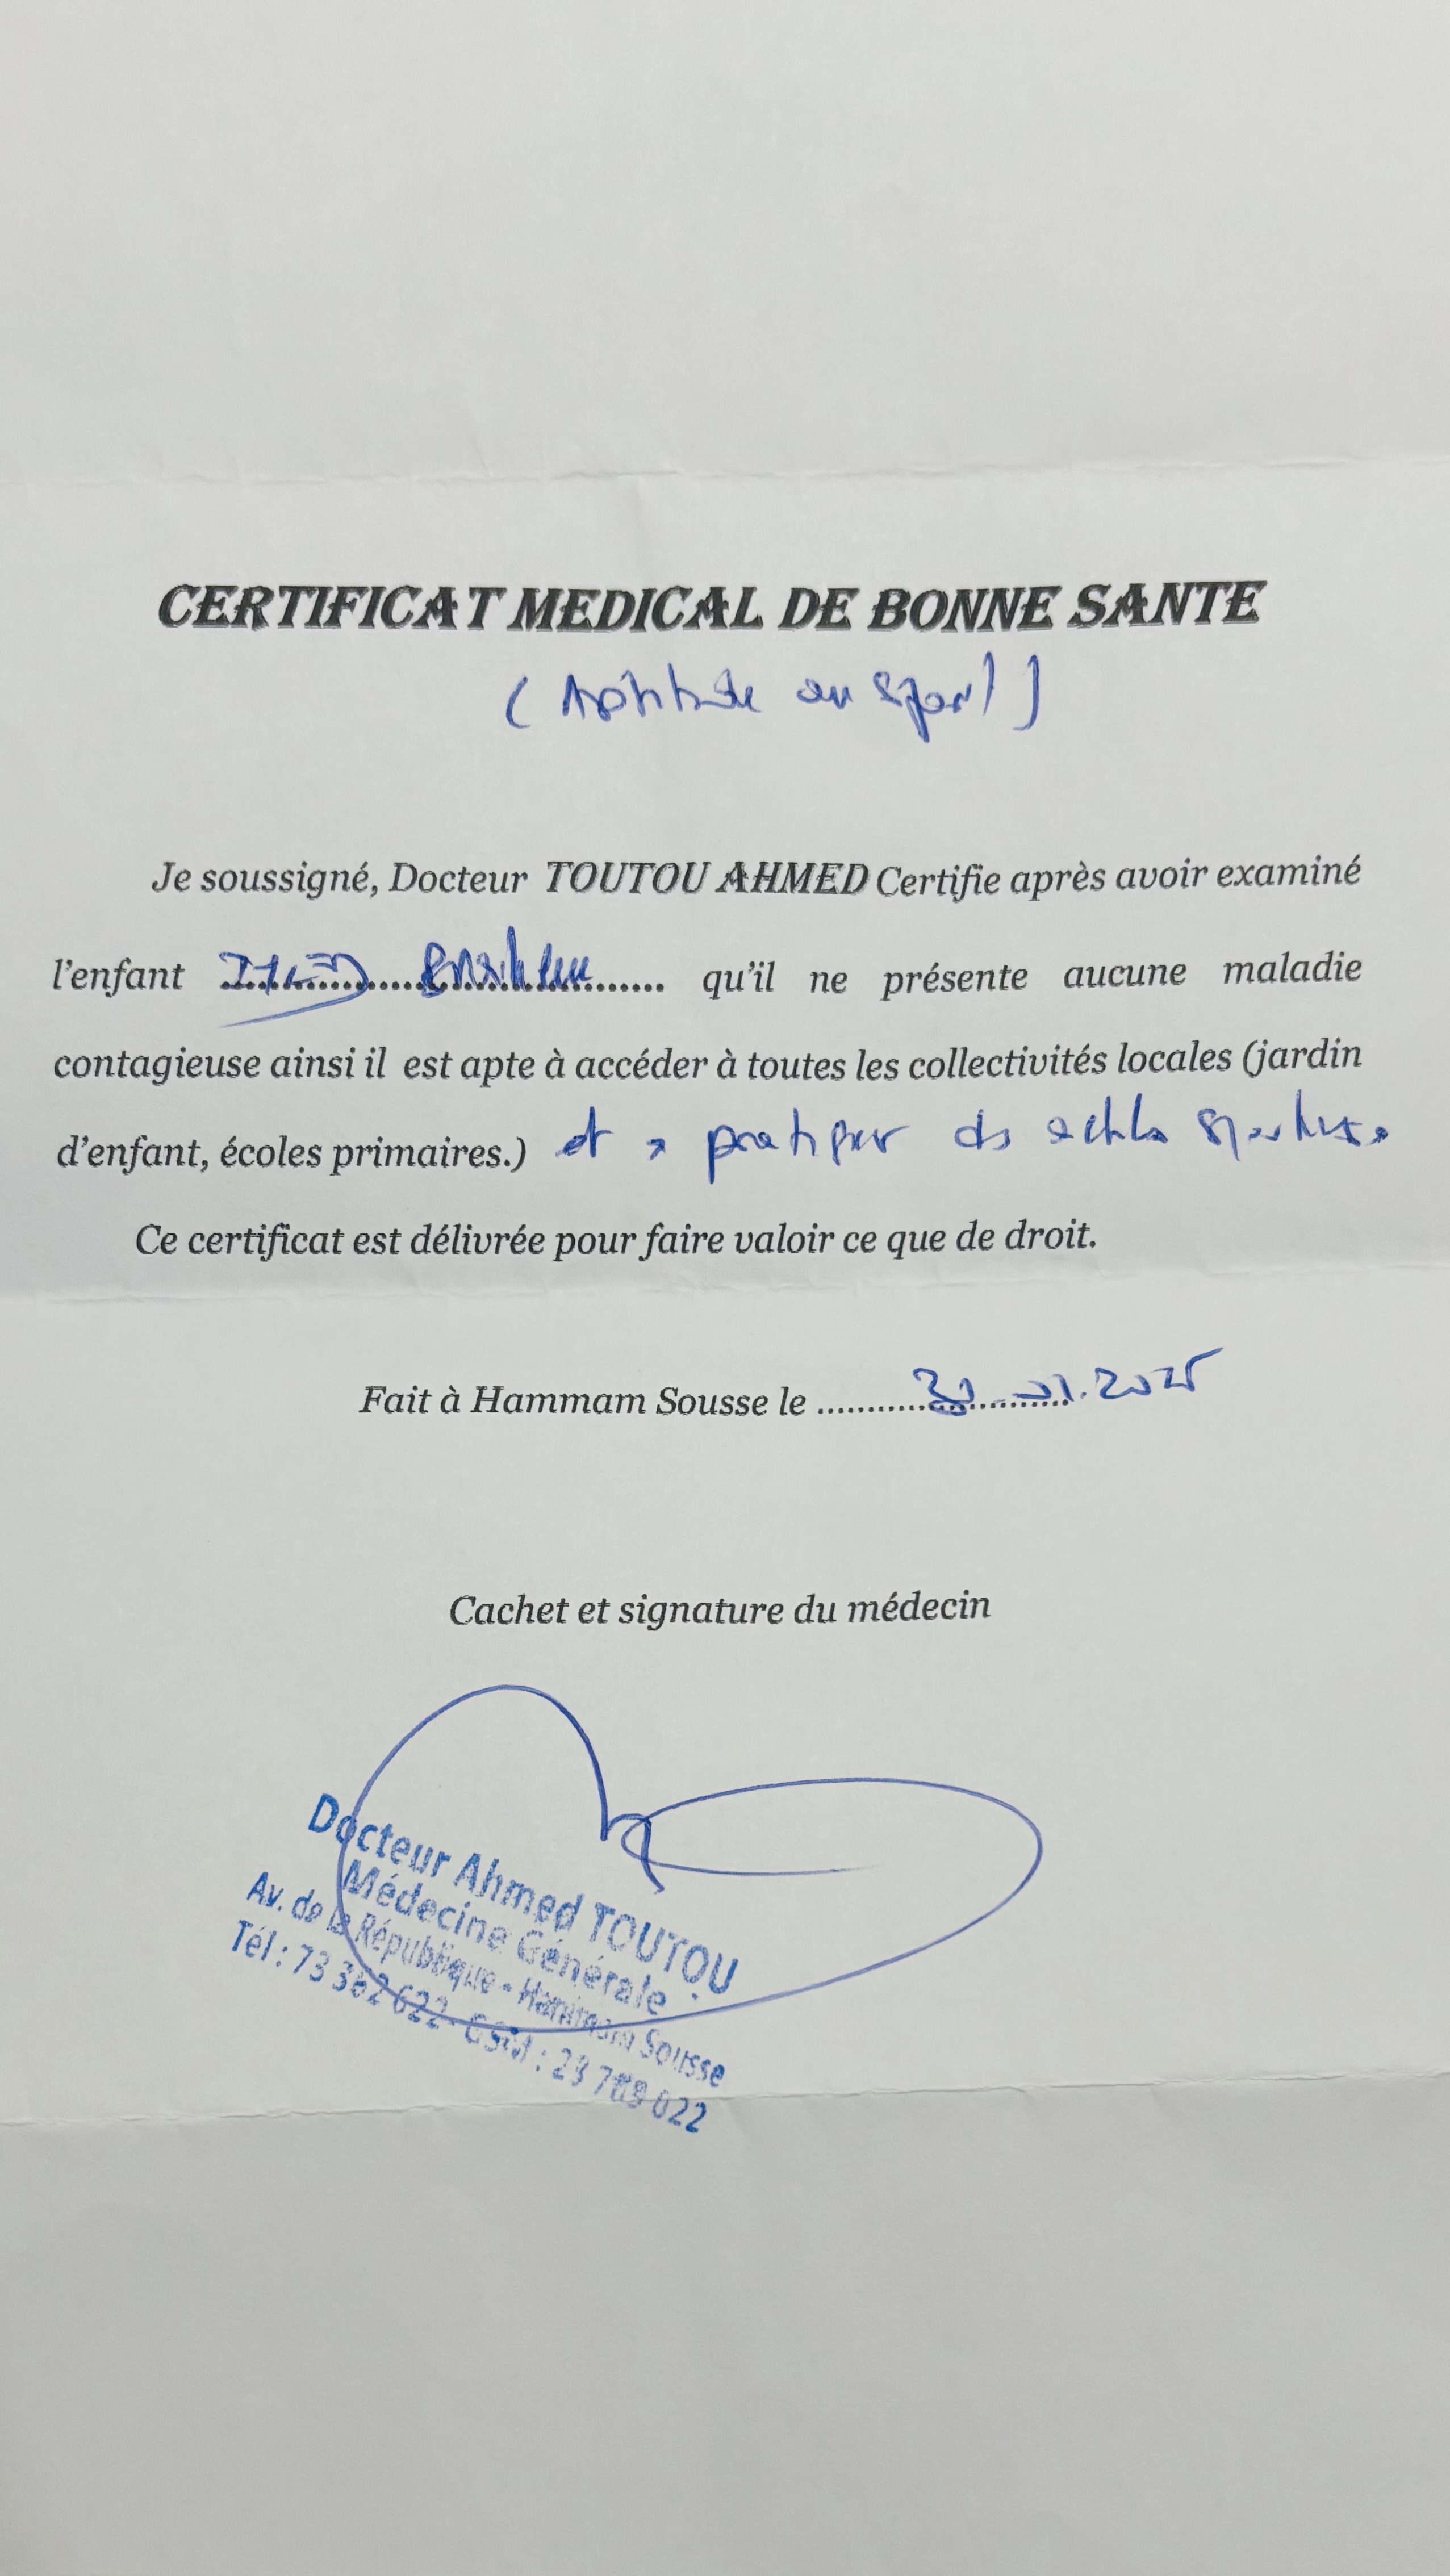 CERTIFICAT MEDICAL DE BONNE SANTE
( Aptitude au sport )
Je soussigné, Docteur TOUTOU AHMED Certifie après avoir examiné
l'enfant qu'il ne présente aucune maladie
contagieuse ainsi il est apte à accéder à toutes les collectivités locales (jardin
d'enfant, écoles primaires.) et à pratiquer des sportives
Ce certificat est délivrée pour faire valoir ce que de droit.
Fait à Hammam Sousse le .2025
Cachet et signature du médecin
Docteur Ahmed TOUTOU
Médecine Générale
Av. de la République - Hammam Sousse
Tél : 73 362 622 - GSM : 622